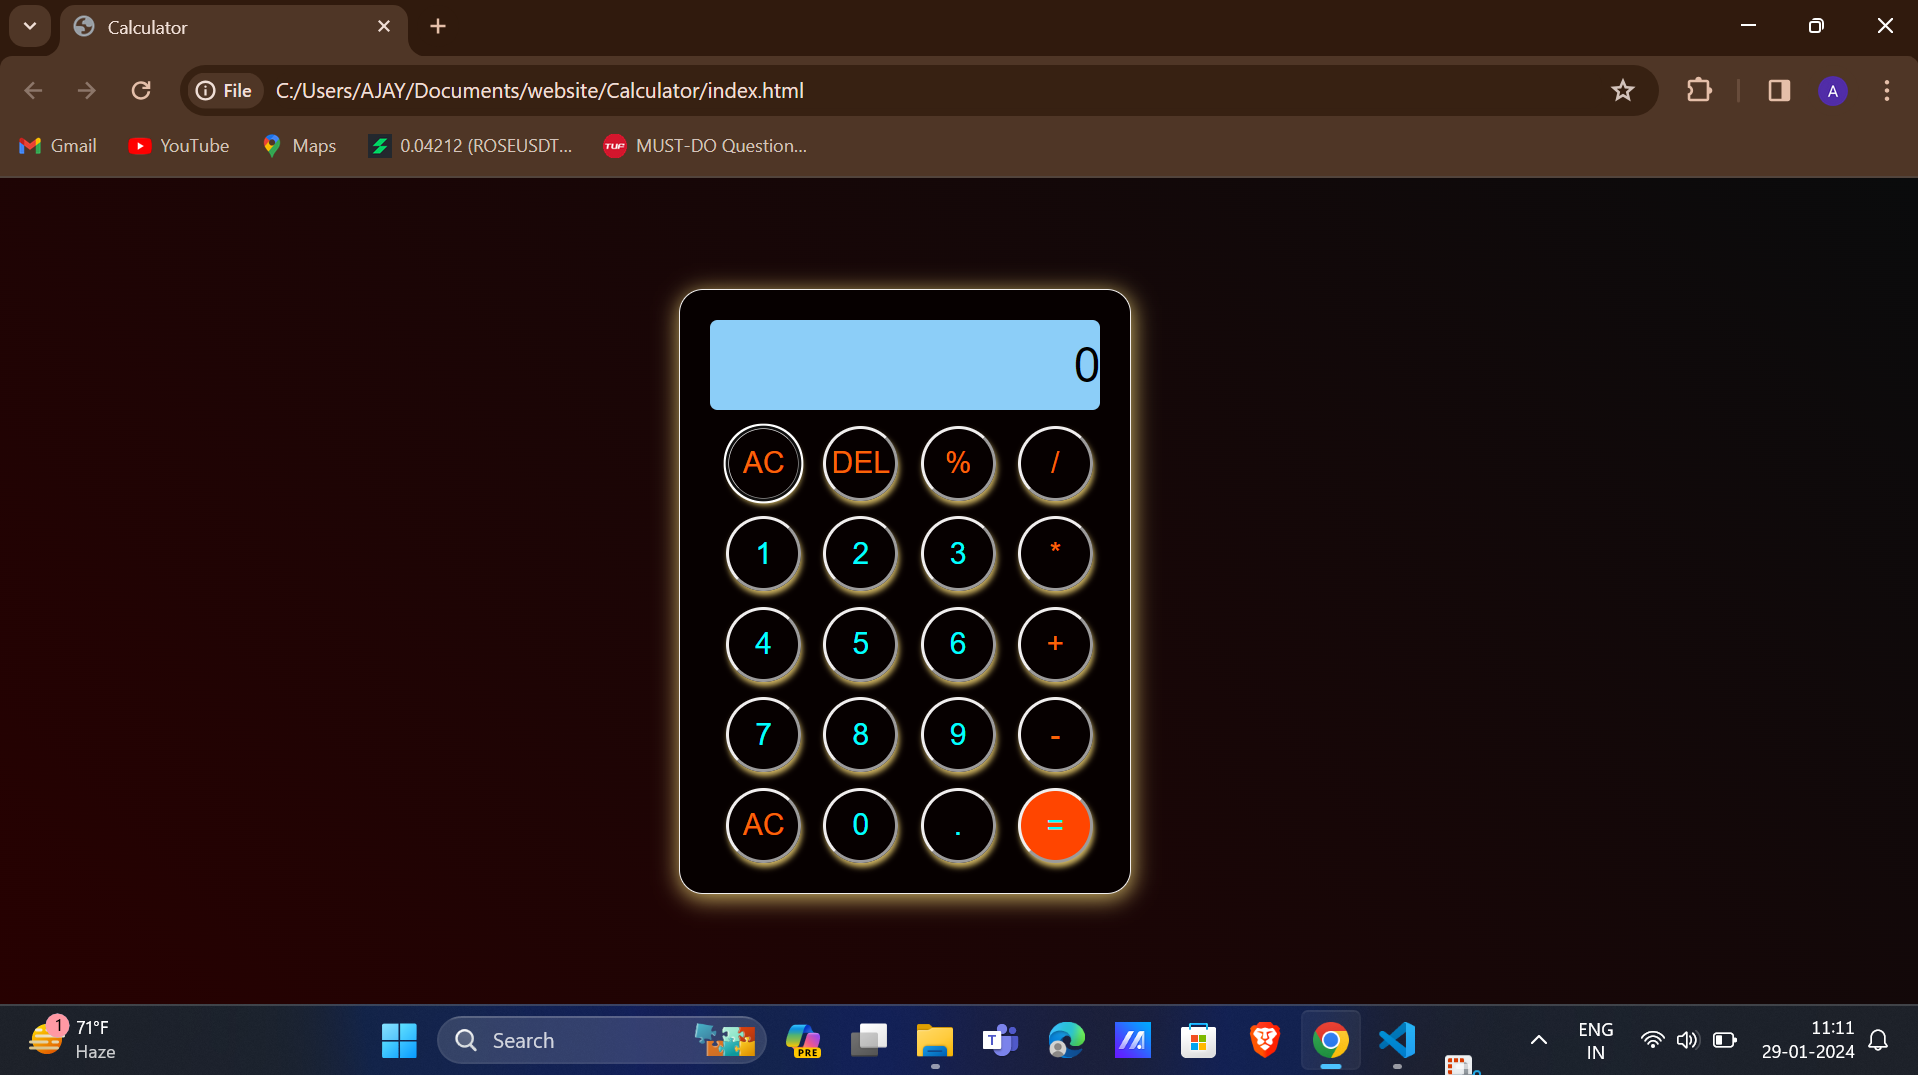 Calculator
File C:/Users/AJAY/Documents/website/Calculator/index.html A
Gmail YouTube Maps 0.04212 (ROSEUSDT... TUF MUST-DO Question...
0
AC DEL % /
1 2 3 *
4 5 6 +
7 8 9 -
AC 0 . =
1 71°F
Haze
Search
PRE
T
ENG
IN
11:11
29-01-2024